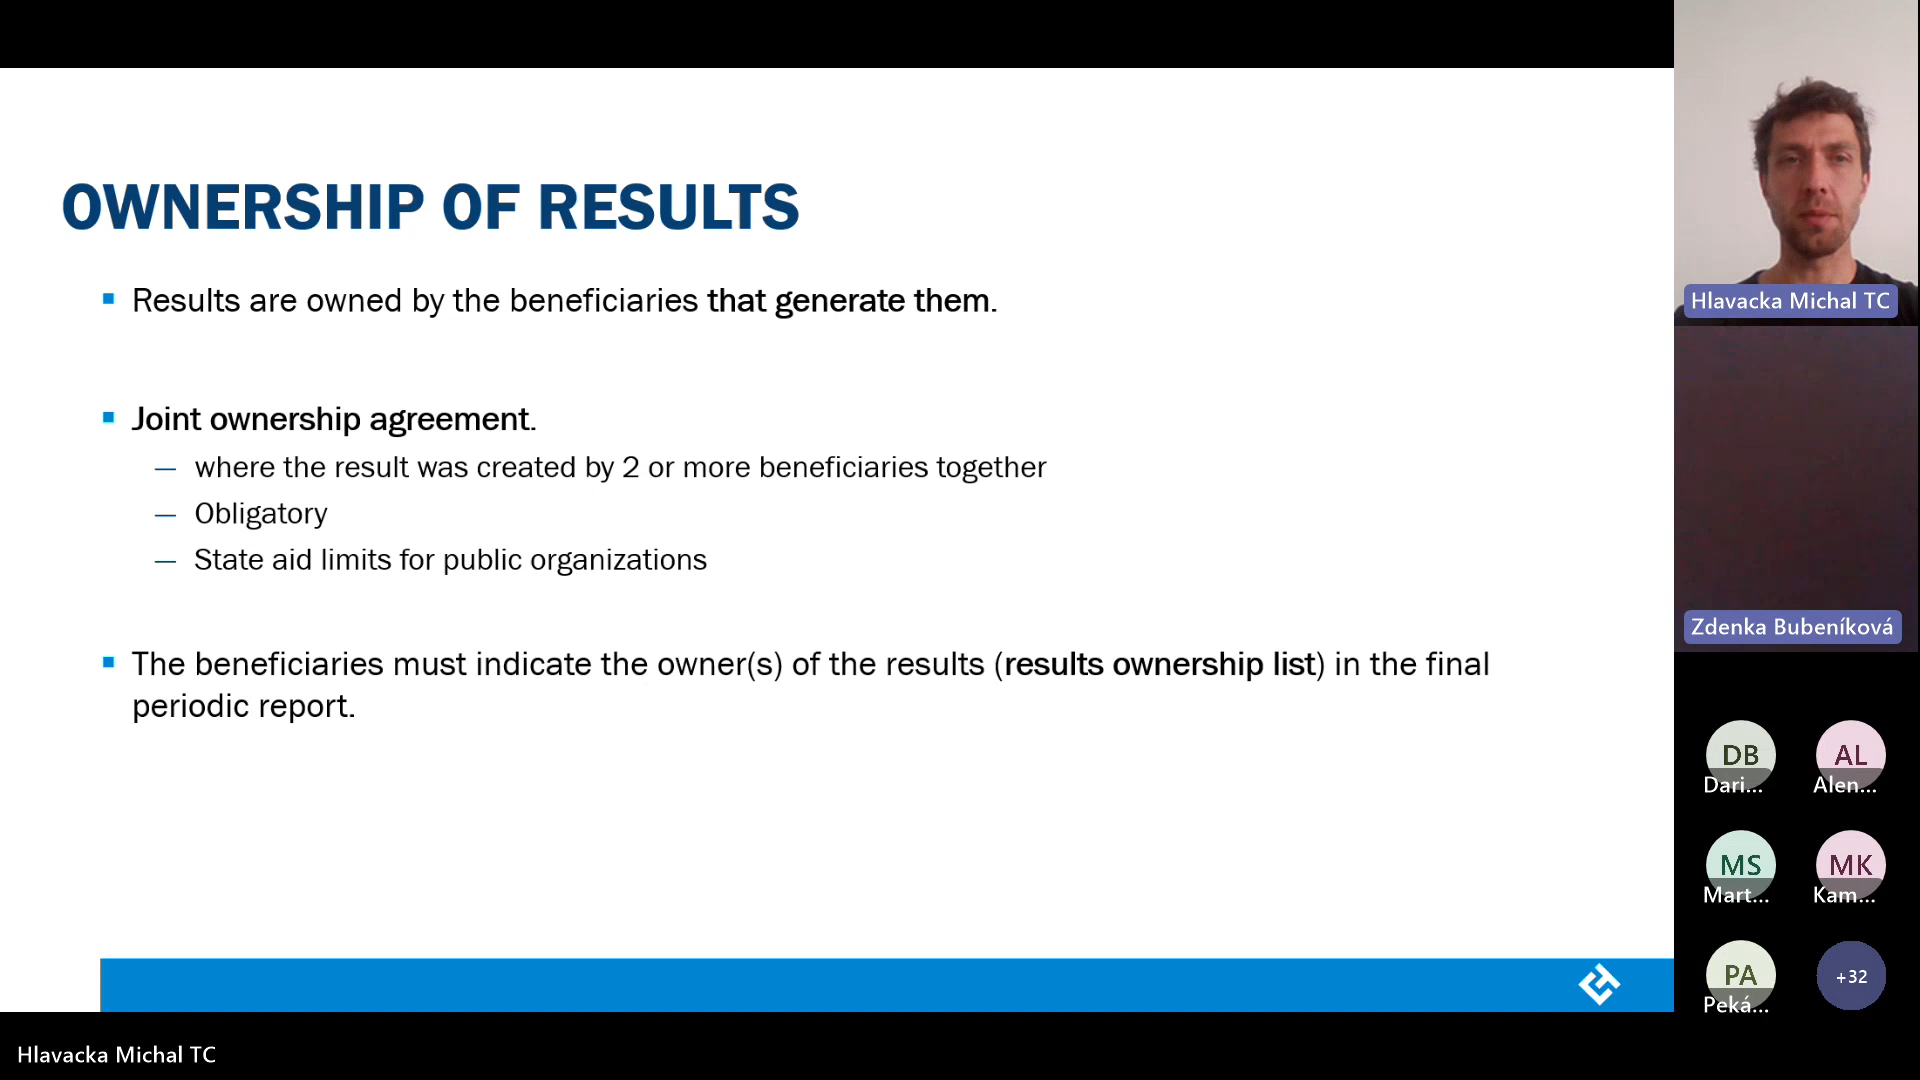 OWNERSHIP OF RESULTS
Results are owned by the beneficiaries that generate them.
Joint ownership agreement.
— where the result was created by 2 or more beneficiaries together
— Obligatory
— State aid limits for public organizations
The beneficiaries must indicate the owner(s) of the results (results ownership list) in the final
periodic report.
Hlavacka Michal TC
Zdenka Bubeníková
DB
AL
Dari...
Alen...
MS
MK
Mart...
Kam...
PA
+32
Peká...
Hlavacka Michal TC